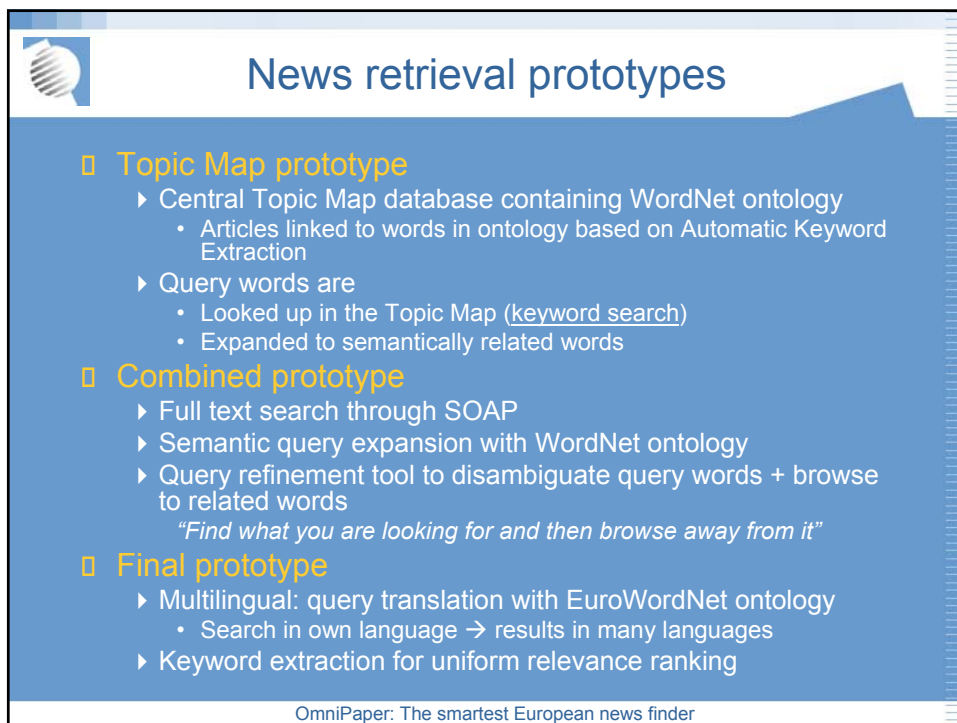 News retrieval prototypes
Topic Map prototype
Central Topic Map database containing WordNet ontology
• Articles linked to words in ontology based on Automatic Keyword
Extraction
Query words are
• Looked up in the Topic Map (keyword search)
• Expanded to semantically related words
Combined prototype
Full text search through SOAP
Semantic query expansion with WordNet ontology
Query refinement tool to disambiguate query words + browse
to related words
“Find what you are looking for and then browse away from it”
Final prototype
Multilingual: query translation with EuroWordNet ontology
• Search in own language → results in many languages
Keyword extraction for uniform relevance ranking
OmniPaper: The smartest European news finder